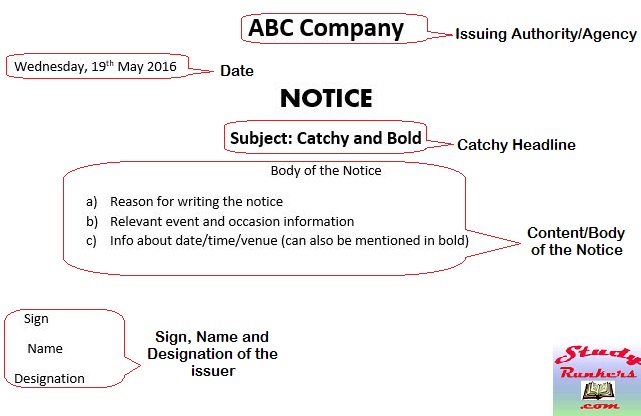 ABC Company
Issuing Authority/Agency
Wednesday, 19th May 2016
Date
NOTICE
Subject: Catchy and Bold
Catchy Headline
Body of the Notice
a) Reason for writing the notice
b) Relevant event and occasion information
c) Info about date/time/venue (can also be mentioned in bold)
Content/Body
of the Notice
Sign
Name
Designation
Sign, Name and
Designation of the
issuer
Study
Rankers
.com